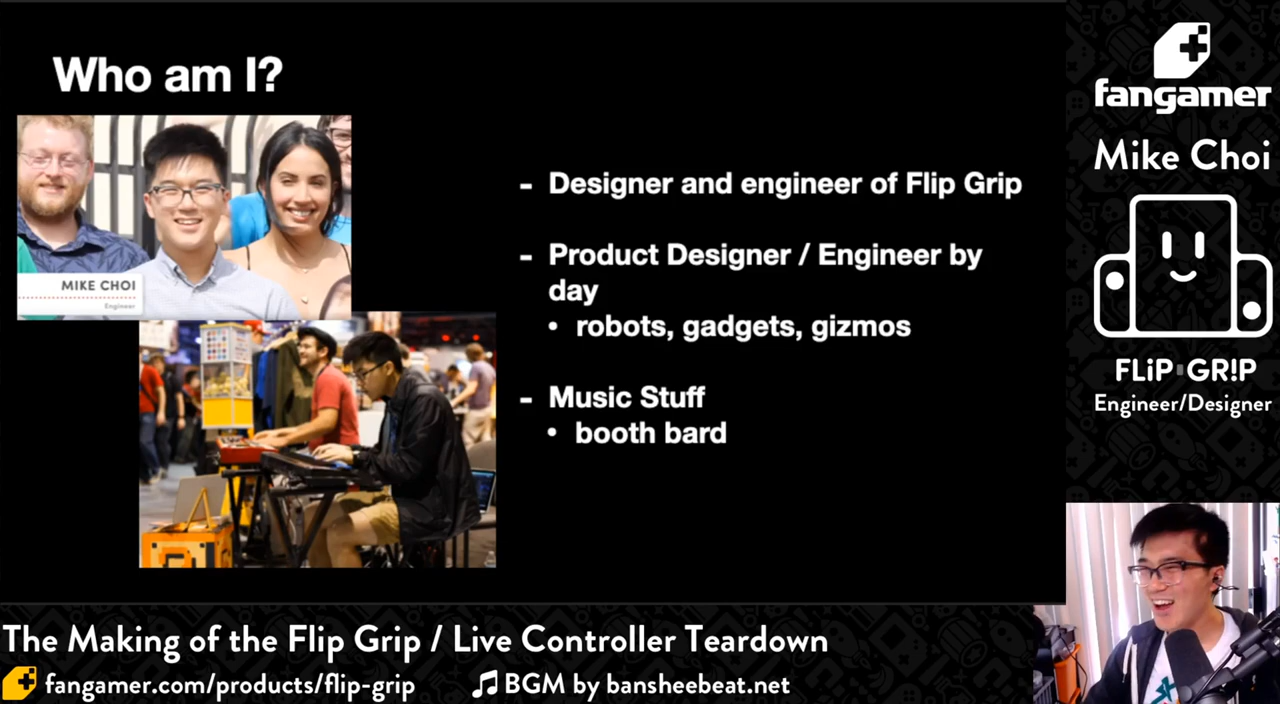 Who am I?
MIKE CHOI
Engineer
- Designer and engineer of Flip Grip
- Product Designer / Engineer by
day
• robots, gadgets, gizmos
- Music Stuff
• booth bard
fangamer
Mike Choi
FLiP GR!P
Engineer/Designer
The Making of the Flip Grip / Live Controller Teardown
fangamer.com/products/flip-grip
BGM by bansheebeat.net